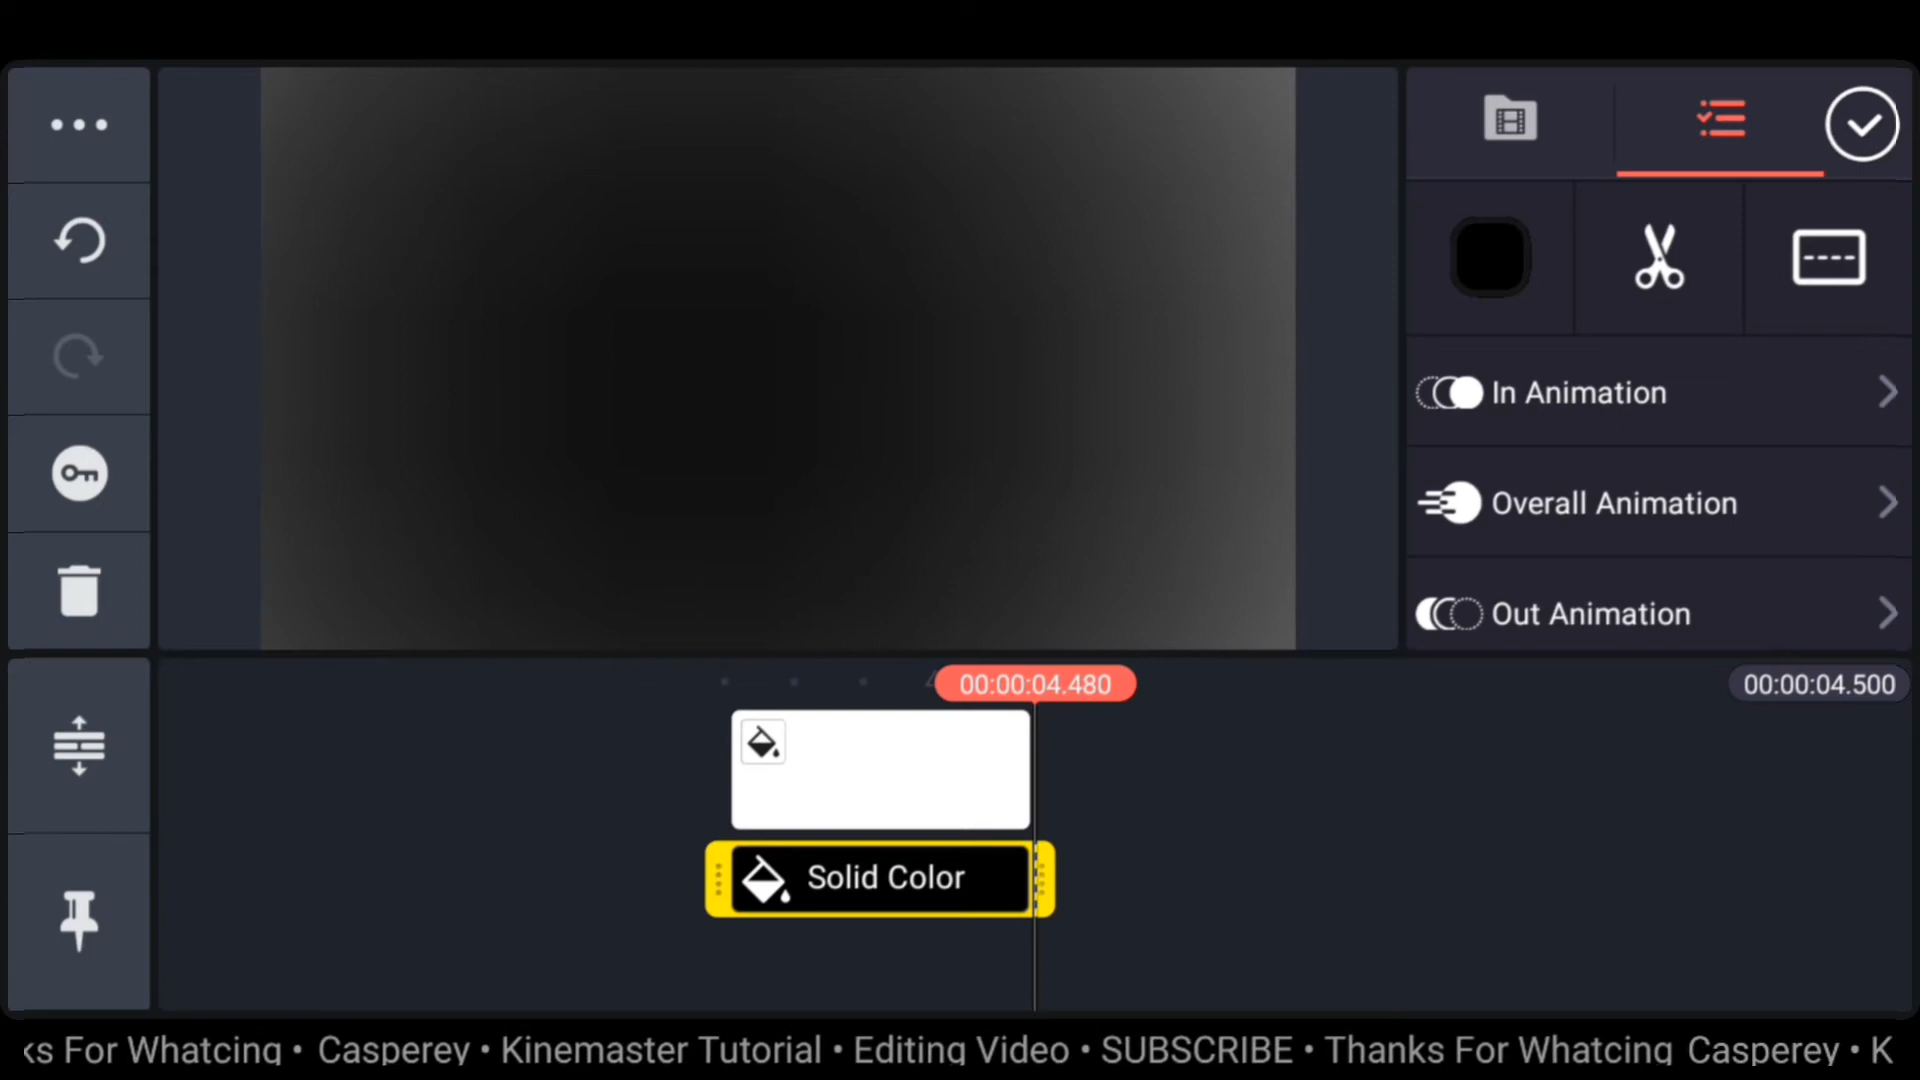 In Animation
Overall Animation
Out Animation
00:00:04.480
00:00:04.500
Solid Color
ks For Whatcing • Casperey • Kinemaster Tutorial • Editing Video • SUBSCRIBE • Thanks For Whatcing Casperey • K